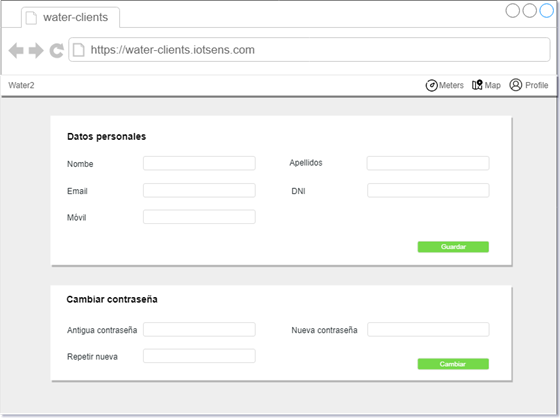 water-clients
https://water-clients.iotsens.com
Water2 Meters Map Profile
Datos personales
Nombe Apellidos
Email DNI
Móvil
Guardar
Cambiar contraseña
Antigua contraseña Nueva contraseña
Repetir nueva
Cambiar